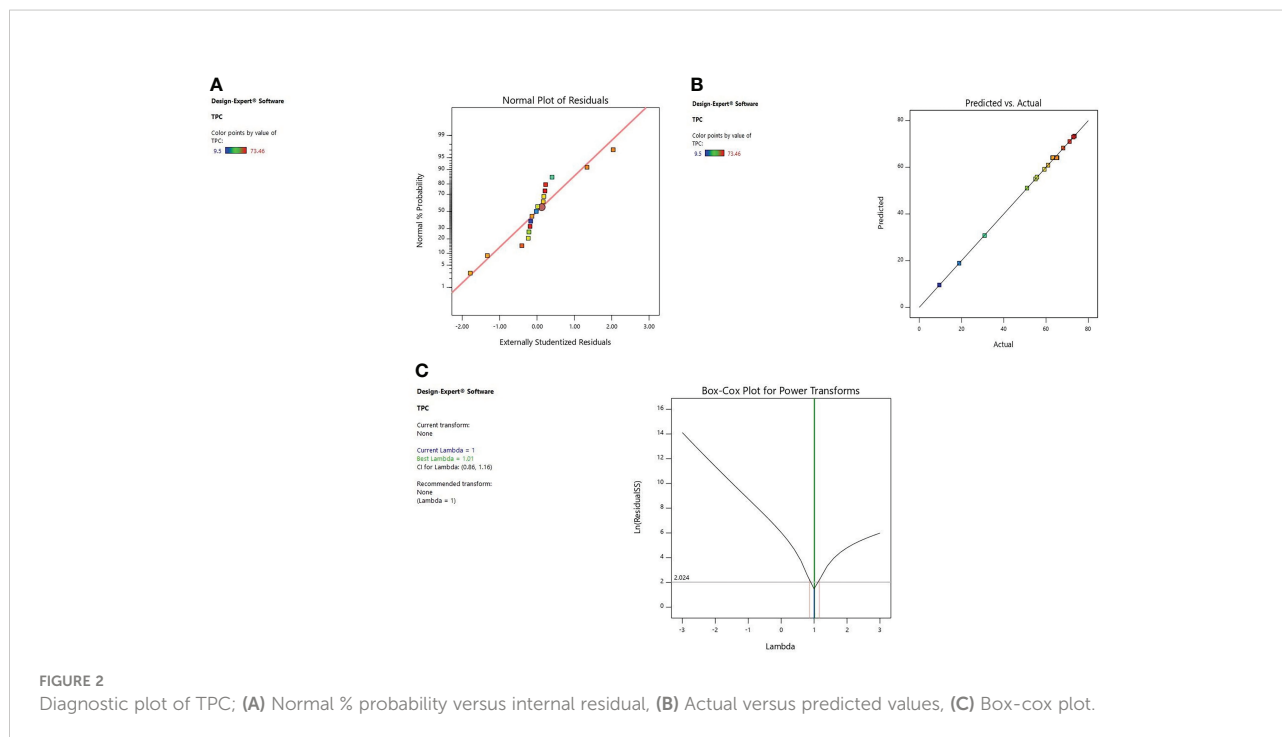 A
Design-Expert® Software
TPC
Color points by value of
TPC:
9.5 73.46
Normal Plot of Residuals
Normal % Probability
99
95
90
80
70
50
30
20
10
5
1
-2.00 -1.00 0.00 1.00 2.00 3.00
Externally Studentized Residuals
B
Design-Expert® Software
TPC
Color points by value of
TPC:
9.5 73.46
Predicted vs. Actual
Predicted
80
60
40
20
0
0 20 40 60 80
Actual
C
Design-Expert® Software
TPC
Current transform:
None
Current Lambda = 1
Best Lambda = 1.01
CI for Lambda: (0.86, 1.16)
Recommended transform:
None
(Lambda = 1)
Box-Cox Plot for Power Transforms
Ln(ResidualSS)
16
14
12
10
8
6
4
2
0
2.024
-3 -2 -1 0 1 2 3
Lambda
FIGURE 2
Diagnostic plot of TPC; (A) Normal % probability versus internal residual, (B) Actual versus predicted values, (C) Box-cox plot.